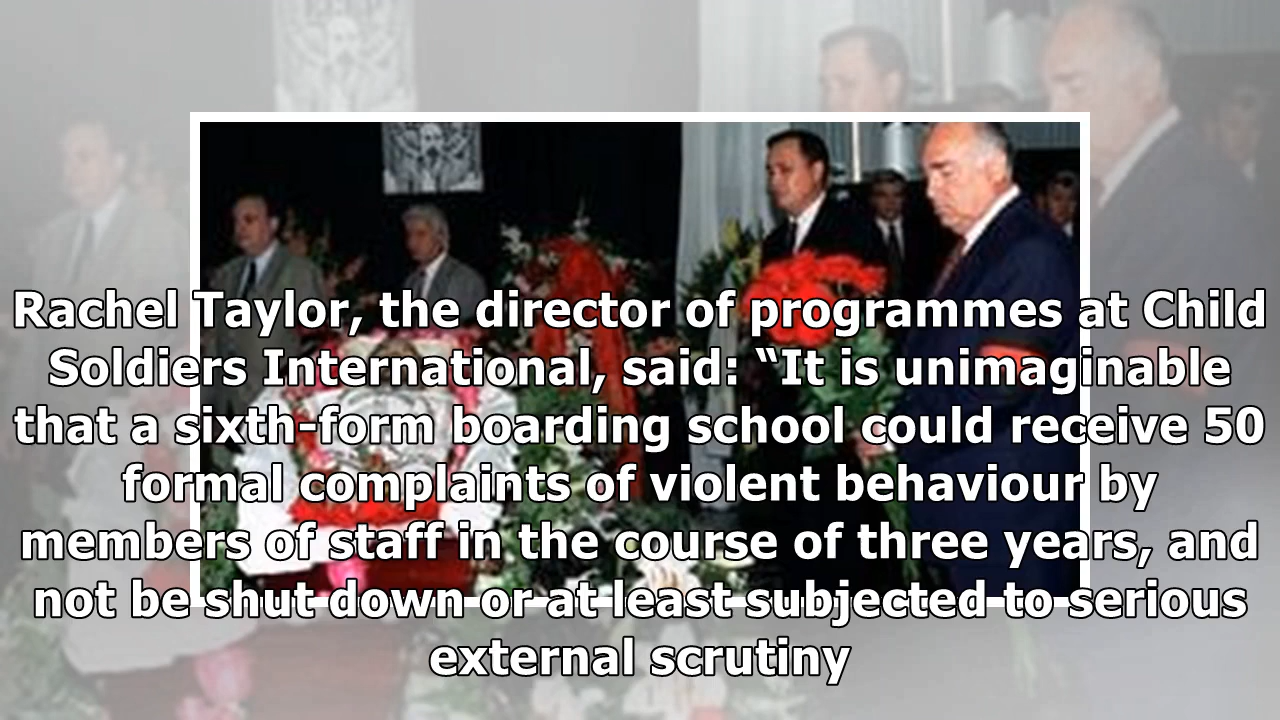 Rachel Taylor, the director of programmes at Child
Soldiers International, said: “It is unimaginable
that a sixth-form boarding school could receive 50
formal complaints of violent behaviour by
members of staff in the course of three years, and
not be shut down or at least subjected to serious
external scrutiny